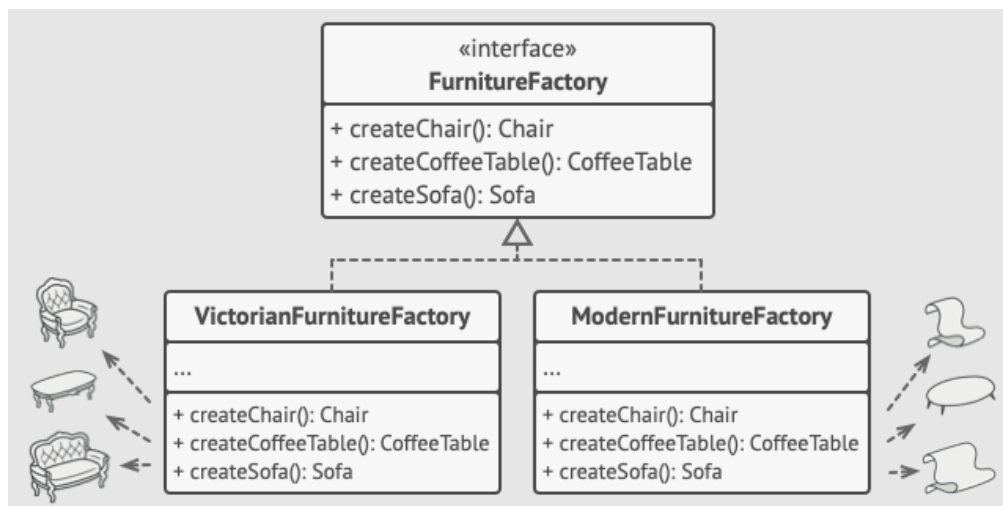 «interface»
FurnitureFactory
+ createChair(): Chair
+ createCoffeeTable(): CoffeeTable
+ createSofa(): Sofa
VictorianFurnitureFactory
...
+ createChair(): Chair
+ createCoffeeTable(): CoffeeTable
+ createSofa(): Sofa
ModernFurnitureFactory
...
+ createChair(): Chair
+ createCoffeeTable(): CoffeeTable
+ createSofa(): Sofa